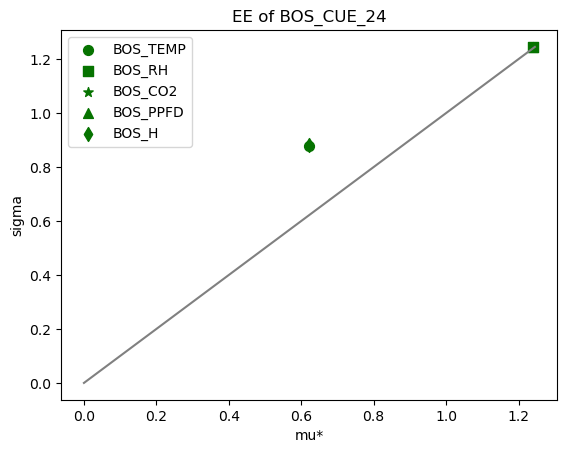 EE of BOS_CUE_24
BOS_TEMP
BOS_RH
BOS_CO2
BOS_PPFD
BOS_H
1.2
1.0
0.8
0.6
0.4
0.2
0.0
sigma
0.0 0.2 0.4 0.6 0.8 1.0 1.2
mu*